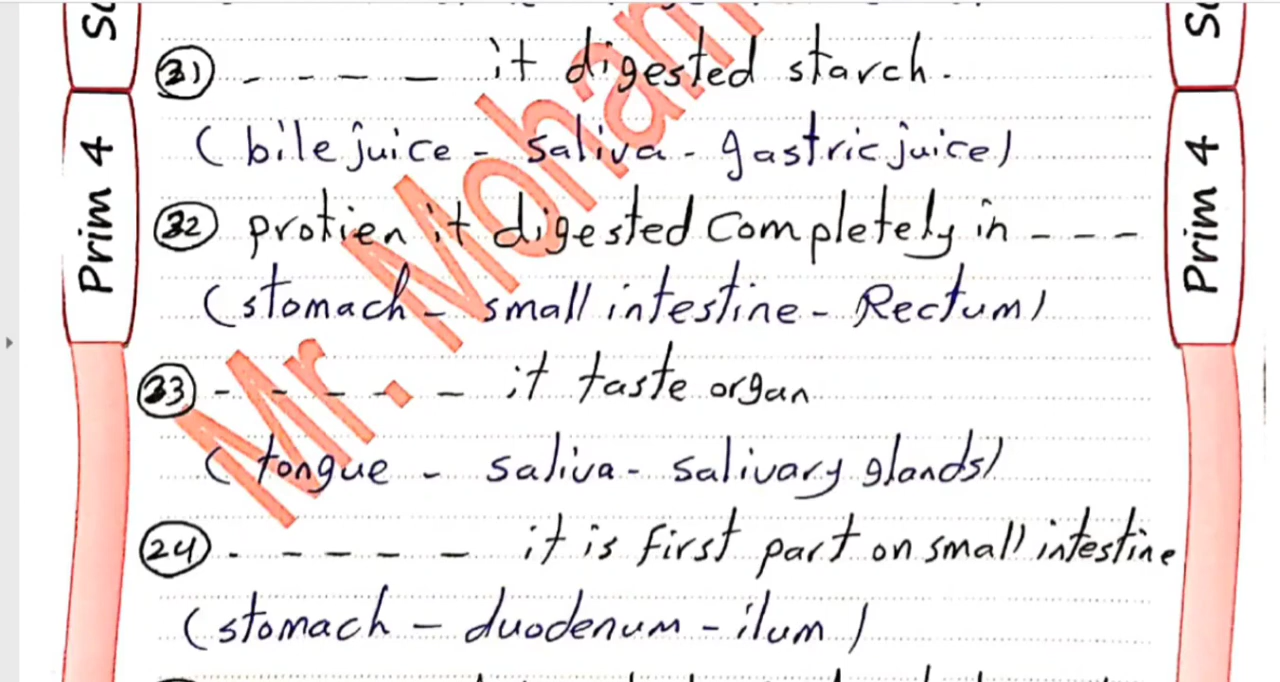 Prim 4
Prim 4
31 - - - - it digested starch.
(bile juice - saliva - gastric juice)
32 protien it digested completely in - - -
(stomach - small intestine - Rectum)
33 - - - - - it taste organ
(tongue - saliva - salivary glands)
24 - - - - - it is first part on small intestine
(stomach - duodenum - ilum)
Mr. Moham